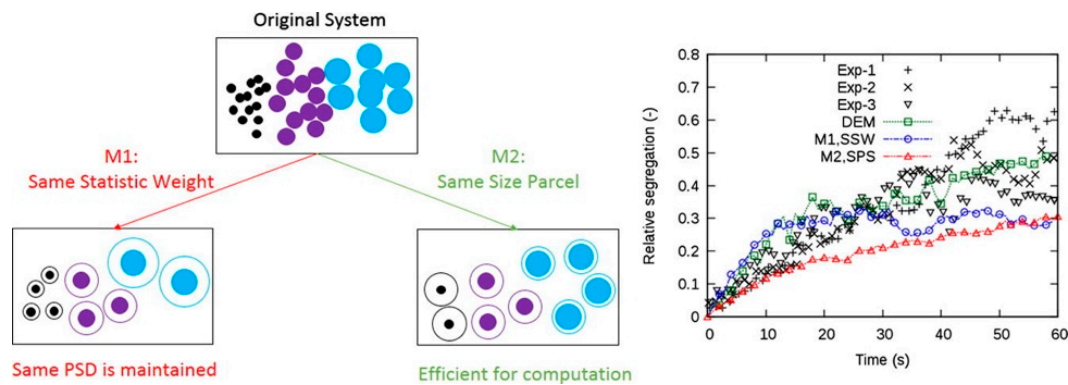 Original System
M1:
Same Statistic Weight
M2:
Same Size Parcel
Same PSD is maintained
Efficient for computation
Relative segregation (-)
0.8
0.7
0.6
0.5
0.4
0.3
0.2
0.1
0
Exp-1
Exp-2
Exp-3
DEM
M1,SSW
M2,SPS
0 10 20 30 40 50 60
Time (s)